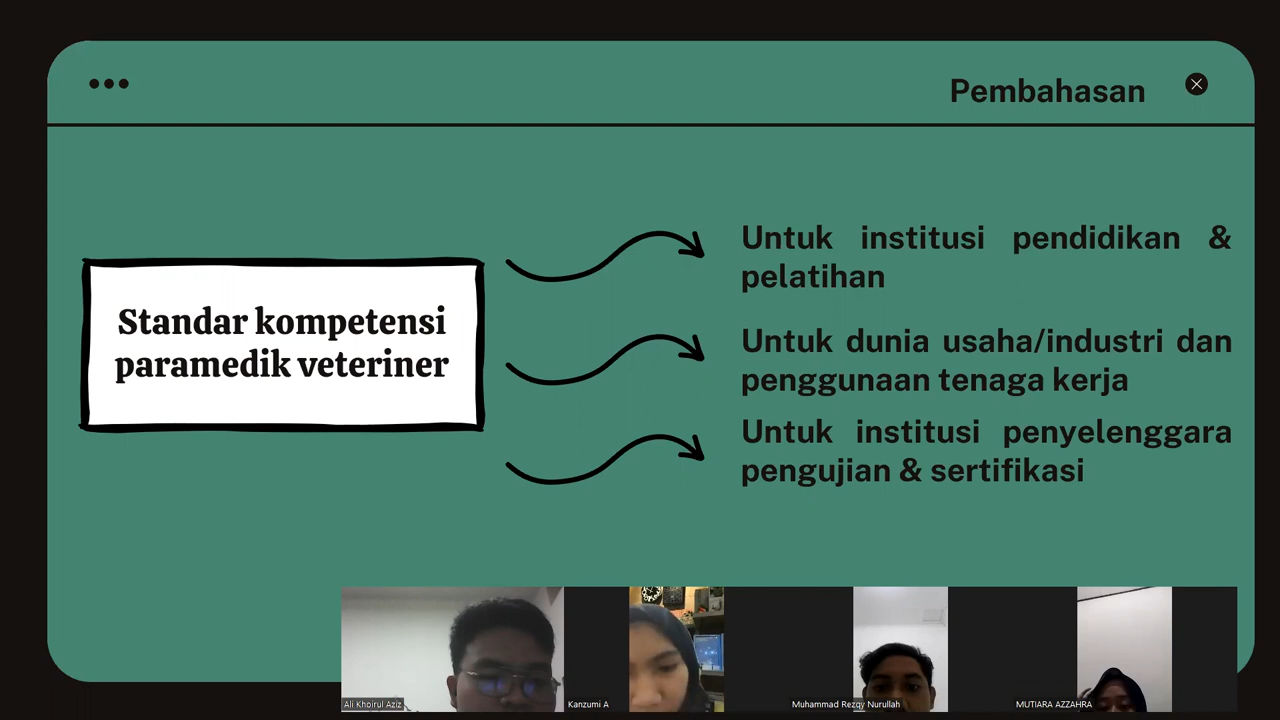 Pembahasan
Standar kompetensi
paramedik veteriner
Untuk institusi pendidikan &
pelatihan
Untuk dunia usaha/industri dan
penggunaan tenaga kerja
Untuk institusi penyelenggara
pengujian & sertifikasi
Ali Khoirul Aziz
Kanzumi A
Muhammad Rezqy Nurullah
MUTIARA AZZAHRA